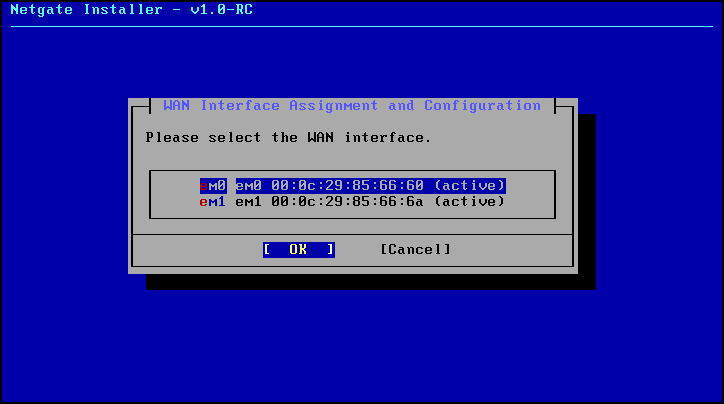 Netgate Installer - v1.0-RC
WAN Interface Assignment and Configuration
Please select the WAN interface.
em0 em0 00:0c:29:85:66:60 (active)
em1 em1 00:0c:29:85:66:6a (active)
[ OK ] [Cancel]